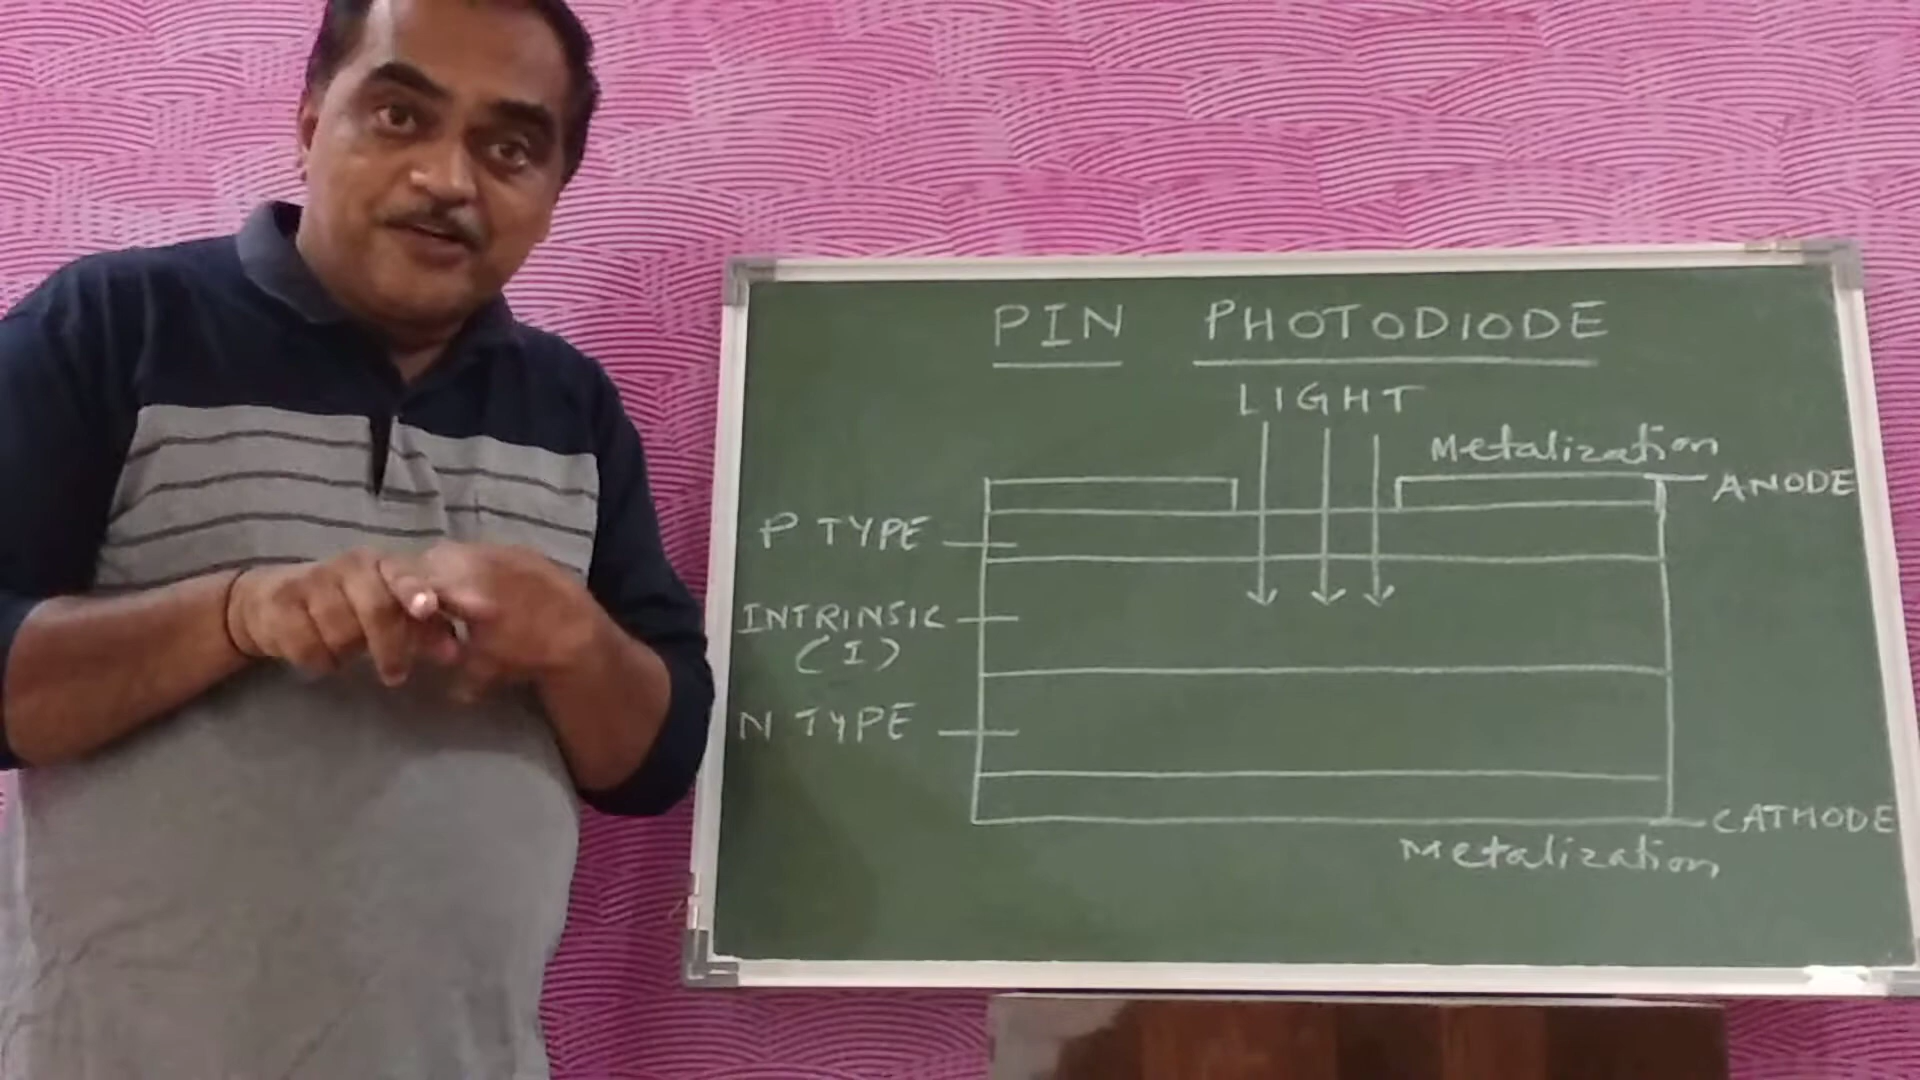 PIN PHOTODIODE
LIGHT
Metalization
ANODE
P TYPE
INTRINSIC
(I)
N TYPE
CATHODE
Metalization